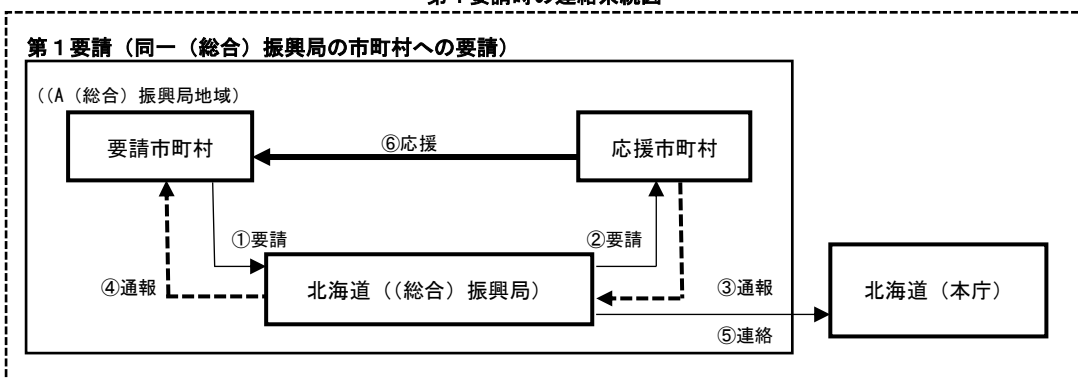 第１要請（同一（総合）振興局の市町村への要請）
((A（総合）振興局地域）
要請市町村
⑥応援
応援市町村
①要請
②要請
④通報
北海道（(総合）振興局）
③通報
北海道（本庁）
⑤連絡